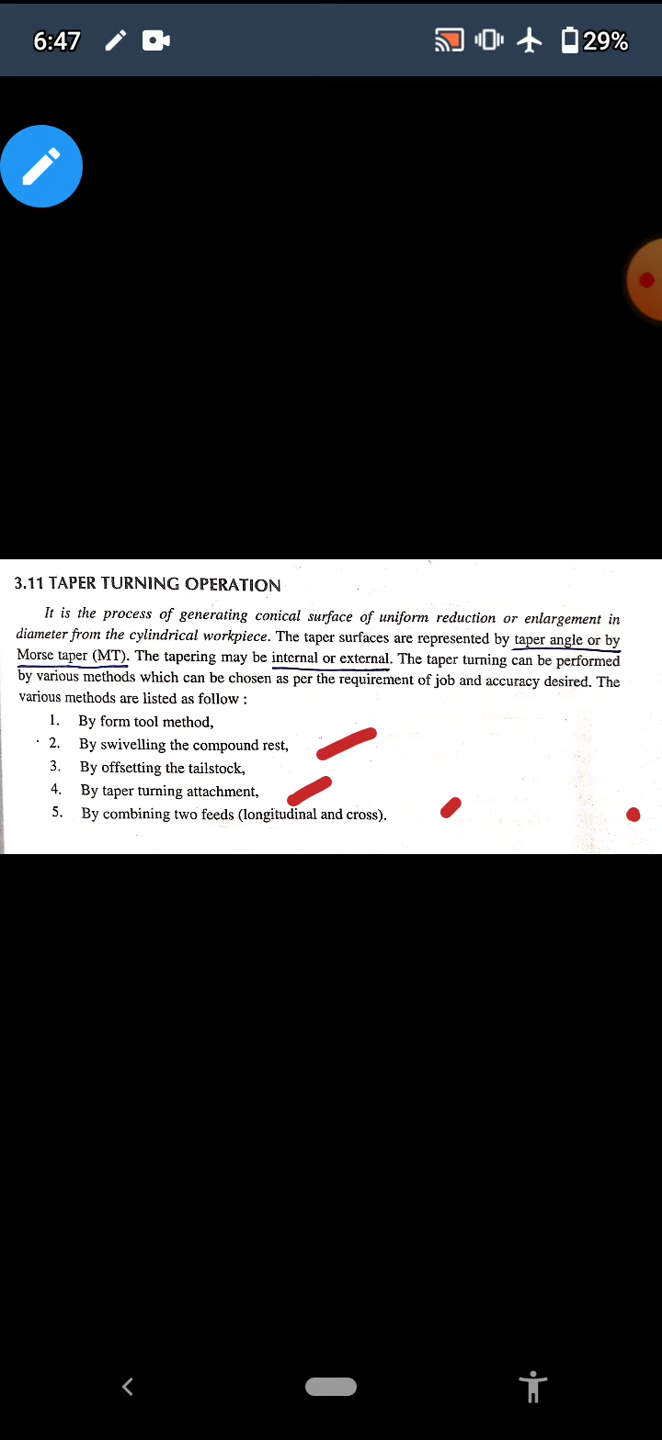 6:47
29%
3.11 TAPER TURNING OPERATION
It is the process of generating conical surface of uniform reduction or enlargement in
diameter from the cylindrical workpiece. The taper surfaces are represented by taper angle or by
Morse taper (MT). The tapering may be internal or external. The taper turning can be performed
by various methods which can be chosen as per the requirement of job and accuracy desired. The
various methods are listed as follow :
1. By form tool method,
2. By swivelling the compound rest,
3. By offsetting the tailstock,
4. By taper turning attachment,
5. By combining two feeds (longitudinal and cross).